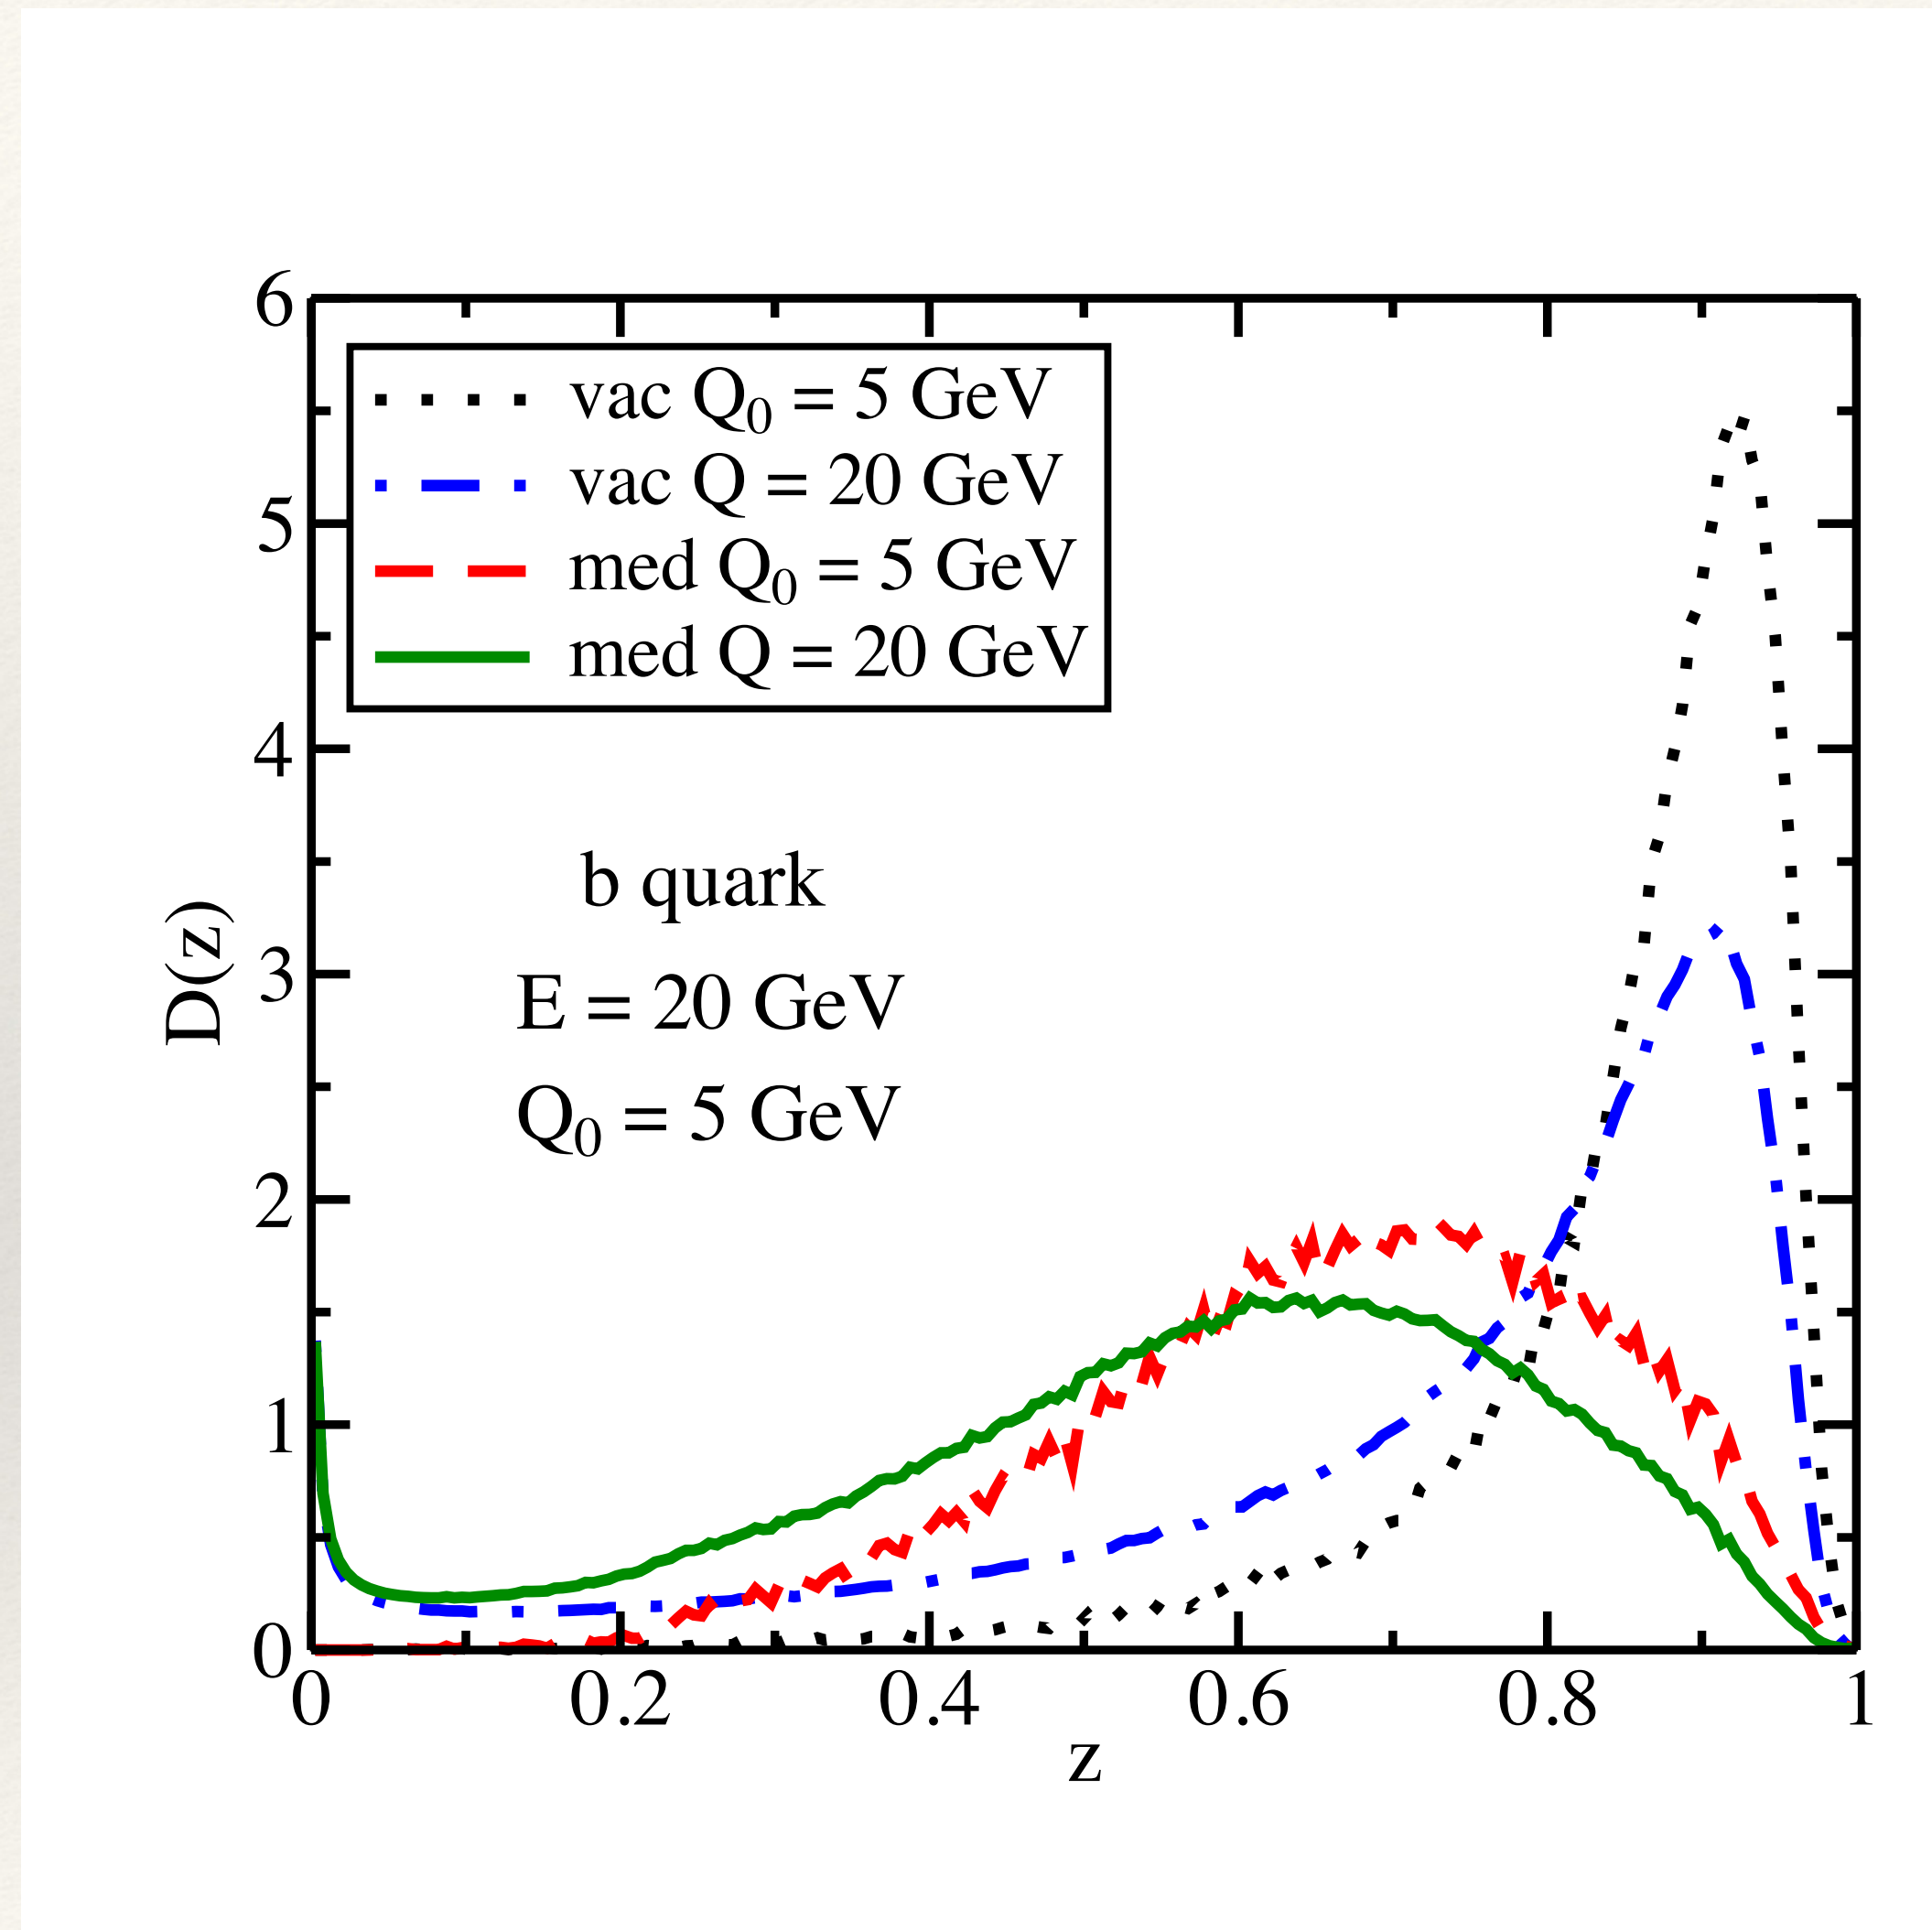 6
5
4
3
2
1
0
D(z)
vac Q₀ = 5 GeV
vac Q = 20 GeV
med Q₀ = 5 GeV
med Q = 20 GeV
b quark
E = 20 GeV
Q₀ = 5 GeV
0 0.2 0.4 0.6 0.8 1
z